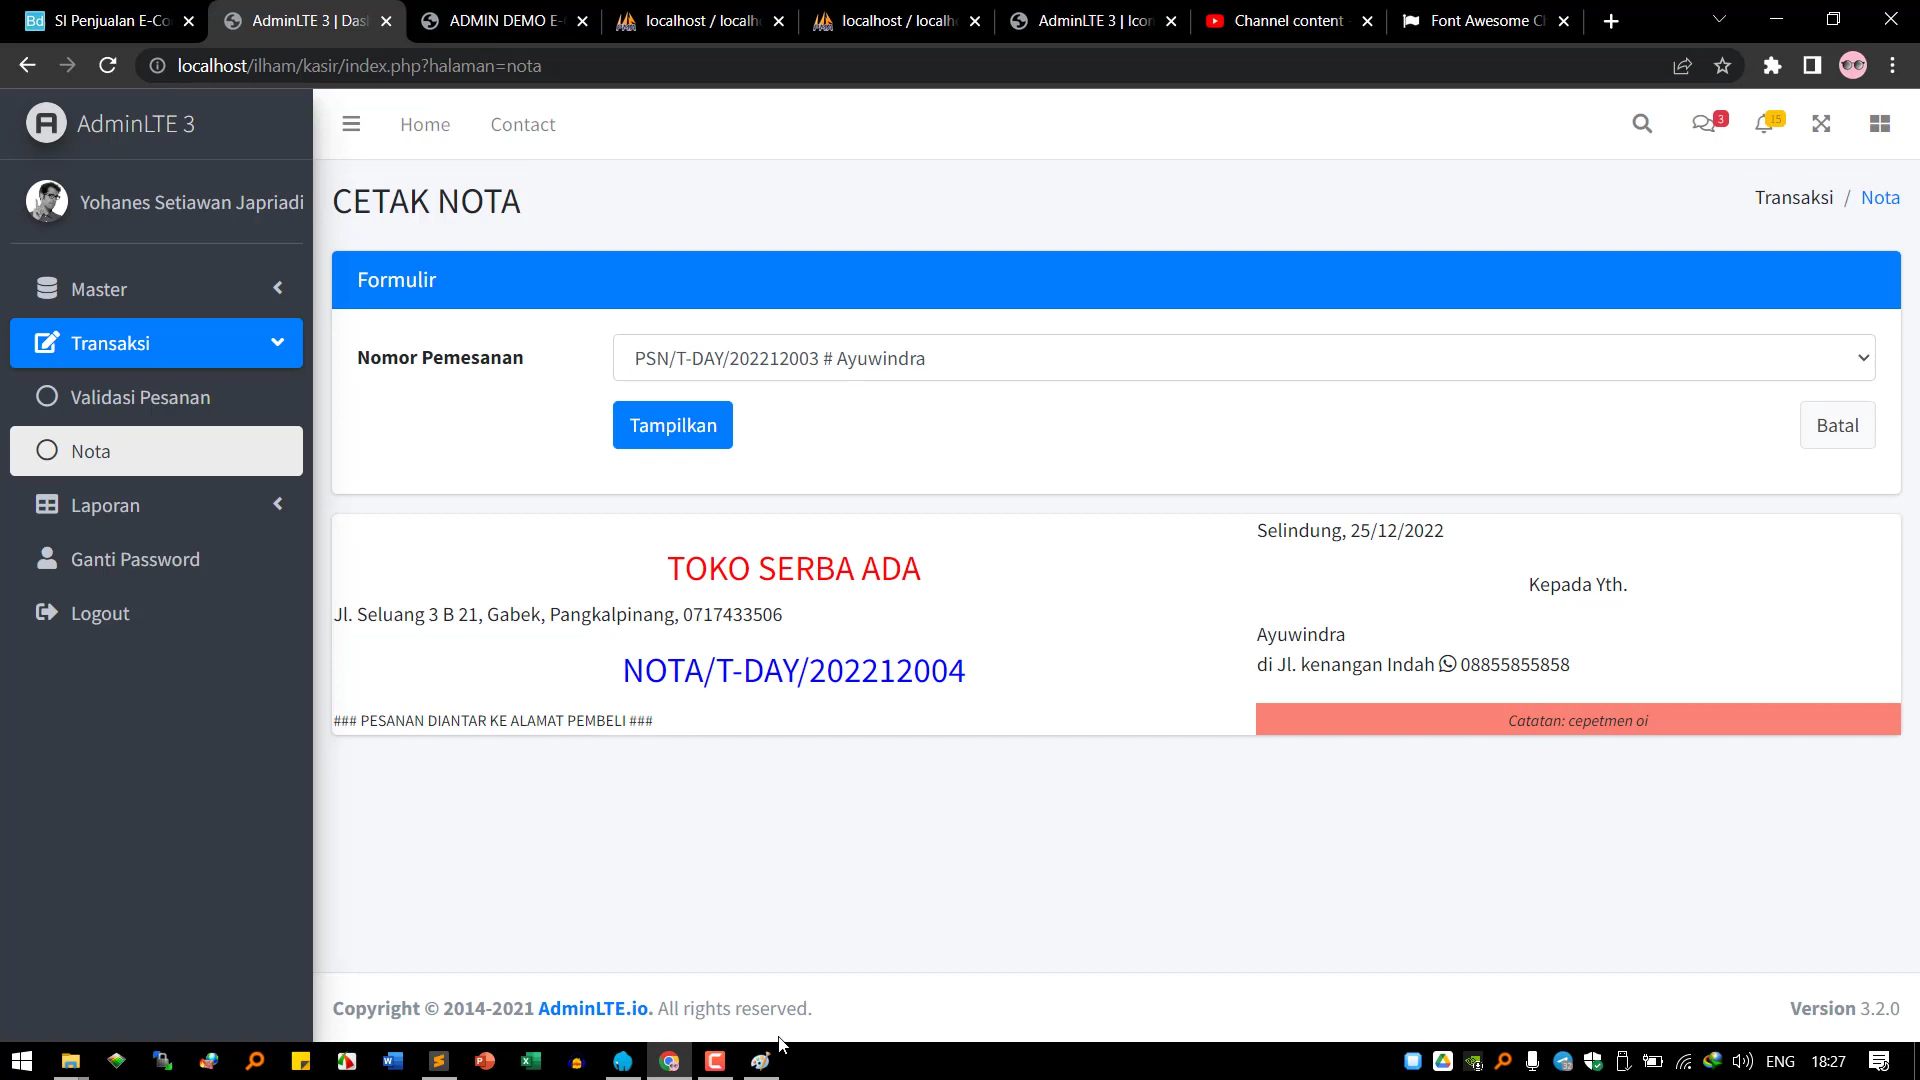 SI Penjualan E-Co
AdminLTE 3 | Das
ADMIN DEMO E-
localhost / localh
localhost / localh
AdminLTE 3 | Ico
Channel content
Font Awesome C
localhost/ilham/kasir/index.php?halaman=nota
AdminLTE 3
Home
Contact
3
15
Yohanes Setiawan Japriadi
CETAK NOTA
Transaksi / Nota
Master
Transaksi
Validasi Pesanan
Nota
Laporan
Ganti Password
Logout
Formulir
Nomor Pemesanan
PSN/T-DAY/202212003 # Ayuwindra
Tampilkan
Batal
TOKO SERBA ADA
Jl. Seluang 3 B 21, Gabek, Pangkalpinang, 0717433506
NOTA/T-DAY/202212004
### PESANAN DIANTAR KE ALAMAT PEMBELI ###
Selindung, 25/12/2022
Kepada Yth.
Ayuwindra
di Jl. kenangan Indah 08855855858
Catatan: cepetmen oi
Copyright © 2014-2021 AdminLTE.io. All rights reserved.
Version 3.2.0
ENG
18:27